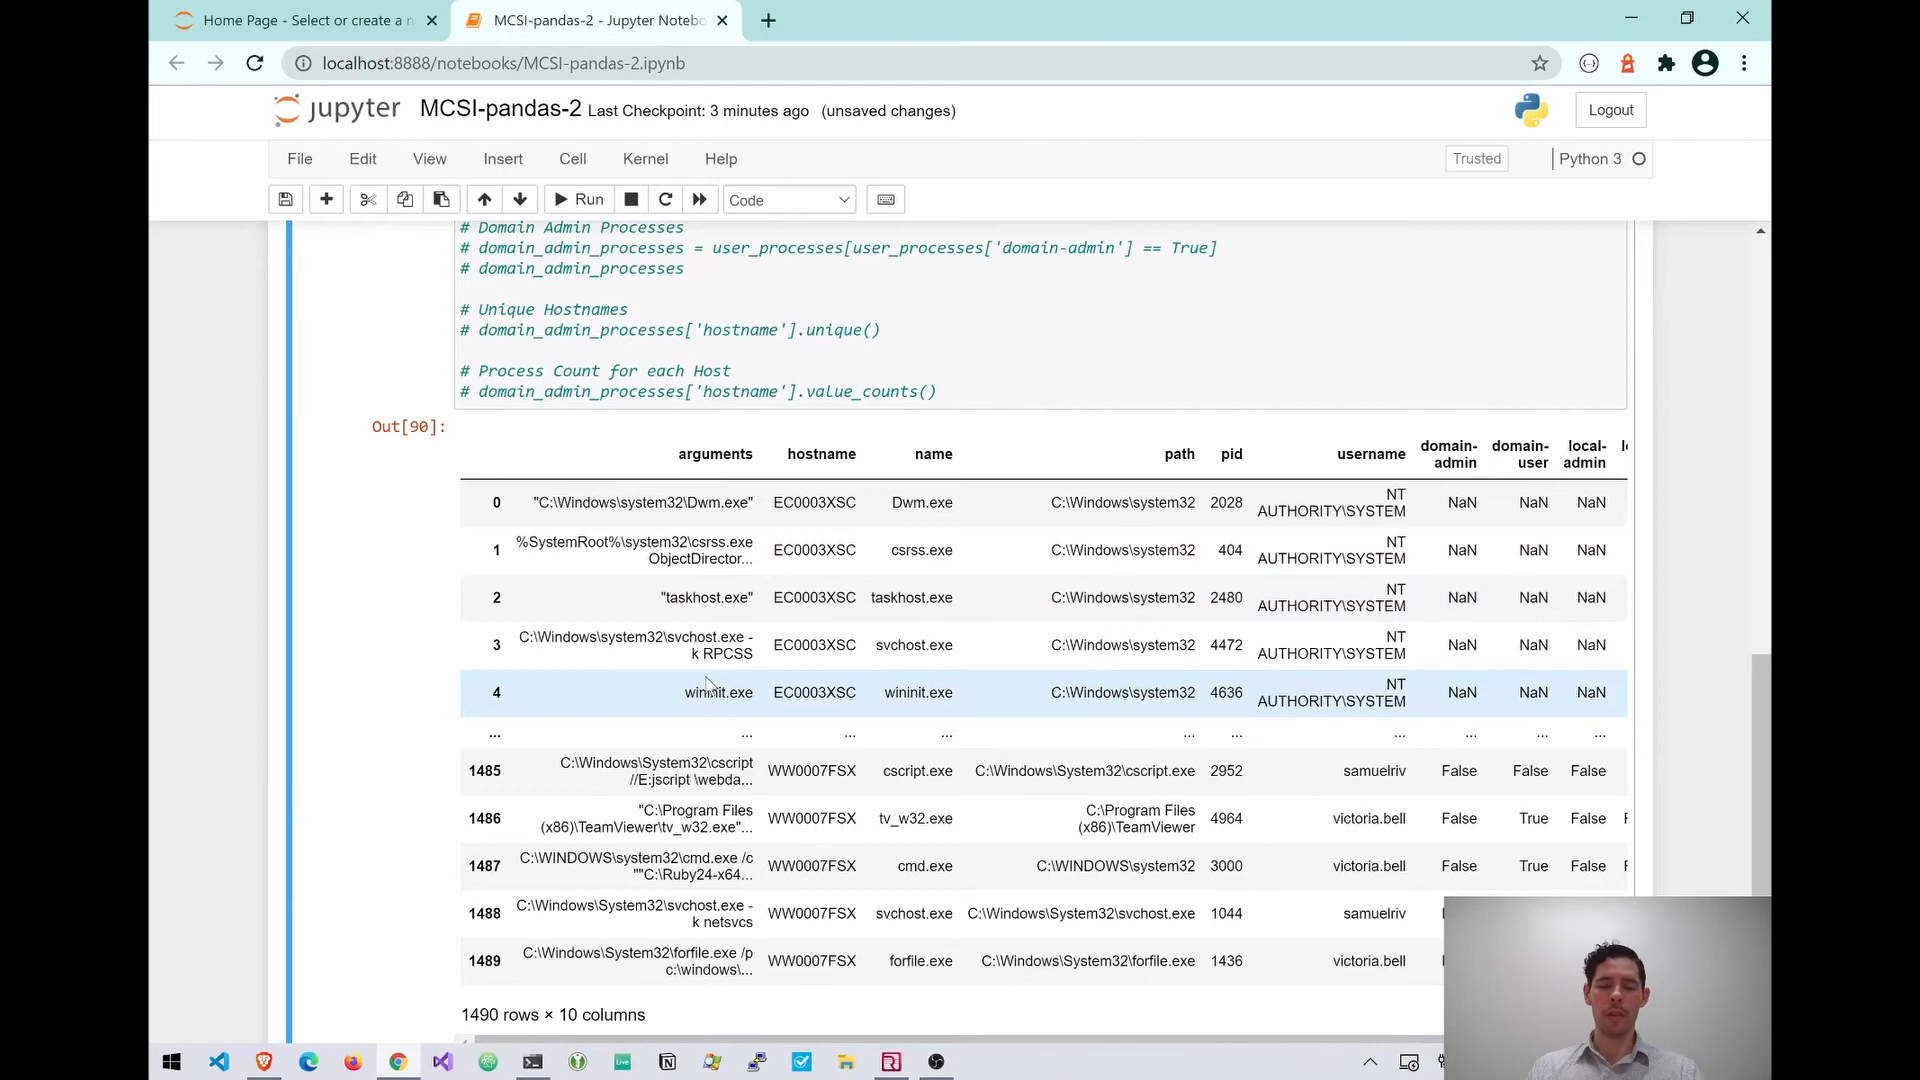 Home Page - Select or create a n
MCSI-pandas-2 - Jupyter Notebo
localhost:8888/notebooks/MCSI-pandas-2.ipynb
jupyter MCSI-pandas-2 Last Checkpoint: 3 minutes ago (unsaved changes)
Logout
File Edit View Insert Cell Kernel Help
Trusted
Python 3
Run
Code
# Domain Admin Processes
# domain_admin_processes = user_processes[user_processes['domain-admin'] == True]
# domain_admin_processes
# Unique Hostnames
# domain_admin_processes['hostname'].unique()
# Process Count for each Host
# domain_admin_processes['hostname'].value_counts()
Out[90]:
arguments hostname name path pid username domain-admin domain-user local-admin
0 "C:\Windows\system32\Dwm.exe" EC0003XSC Dwm.exe C:\Windows\system32 2028 NT AUTHORITY\SYSTEM NaN NaN NaN
1 %SystemRoot%\system32\csrss.exe ObjectDirector... EC0003XSC csrss.exe C:\Windows\system32 404 NT AUTHORITY\SYSTEM NaN NaN NaN
2 "taskhost.exe" EC0003XSC taskhost.exe C:\Windows\system32 2480 NT AUTHORITY\SYSTEM NaN NaN NaN
3 C:\Windows\system32\svchost.exe -k RPCSS EC0003XSC svchost.exe C:\Windows\system32 4472 NT AUTHORITY\SYSTEM NaN NaN NaN
4 wininit.exe EC0003XSC wininit.exe C:\Windows\system32 4636 NT AUTHORITY\SYSTEM NaN NaN NaN
... ... ... ... ... ... ... ... ... ...
1485 C:\Windows\System32\cscript //E:jscript \webda... WW0007FSX cscript.exe C:\Windows\System32\cscript.exe 2952 samuelriv False False False
1486 "C:\Program Files (x86)\TeamViewer\tv_w32.exe"... WW0007FSX tv_w32.exe C:\Program Files (x86)\TeamViewer 4964 victoria.bell False True False F
1487 C:\WINDOWS\system32\cmd.exe /c ""C:\Ruby24-x64... WW0007FSX cmd.exe C:\WINDOWS\system32 3000 victoria.bell False True False F
1488 C:\Windows\System32\svchost.exe -k netsvcs WW0007FSX svchost.exe C:\Windows\System32\svchost.exe 1044 samuelriv
1489 C:\Windows\System32\forfile.exe /p c:\windows\... WW0007FSX forfile.exe C:\Windows\System32\forfile.exe 1436 victoria.bell
1490 rows × 10 columns
Live